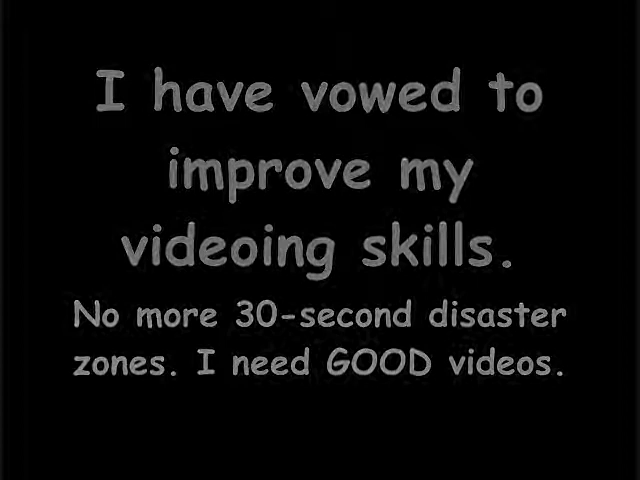 I have vowed to
improve my
videoing skills.
No more 30-second disaster
zones. I need GOOD videos.